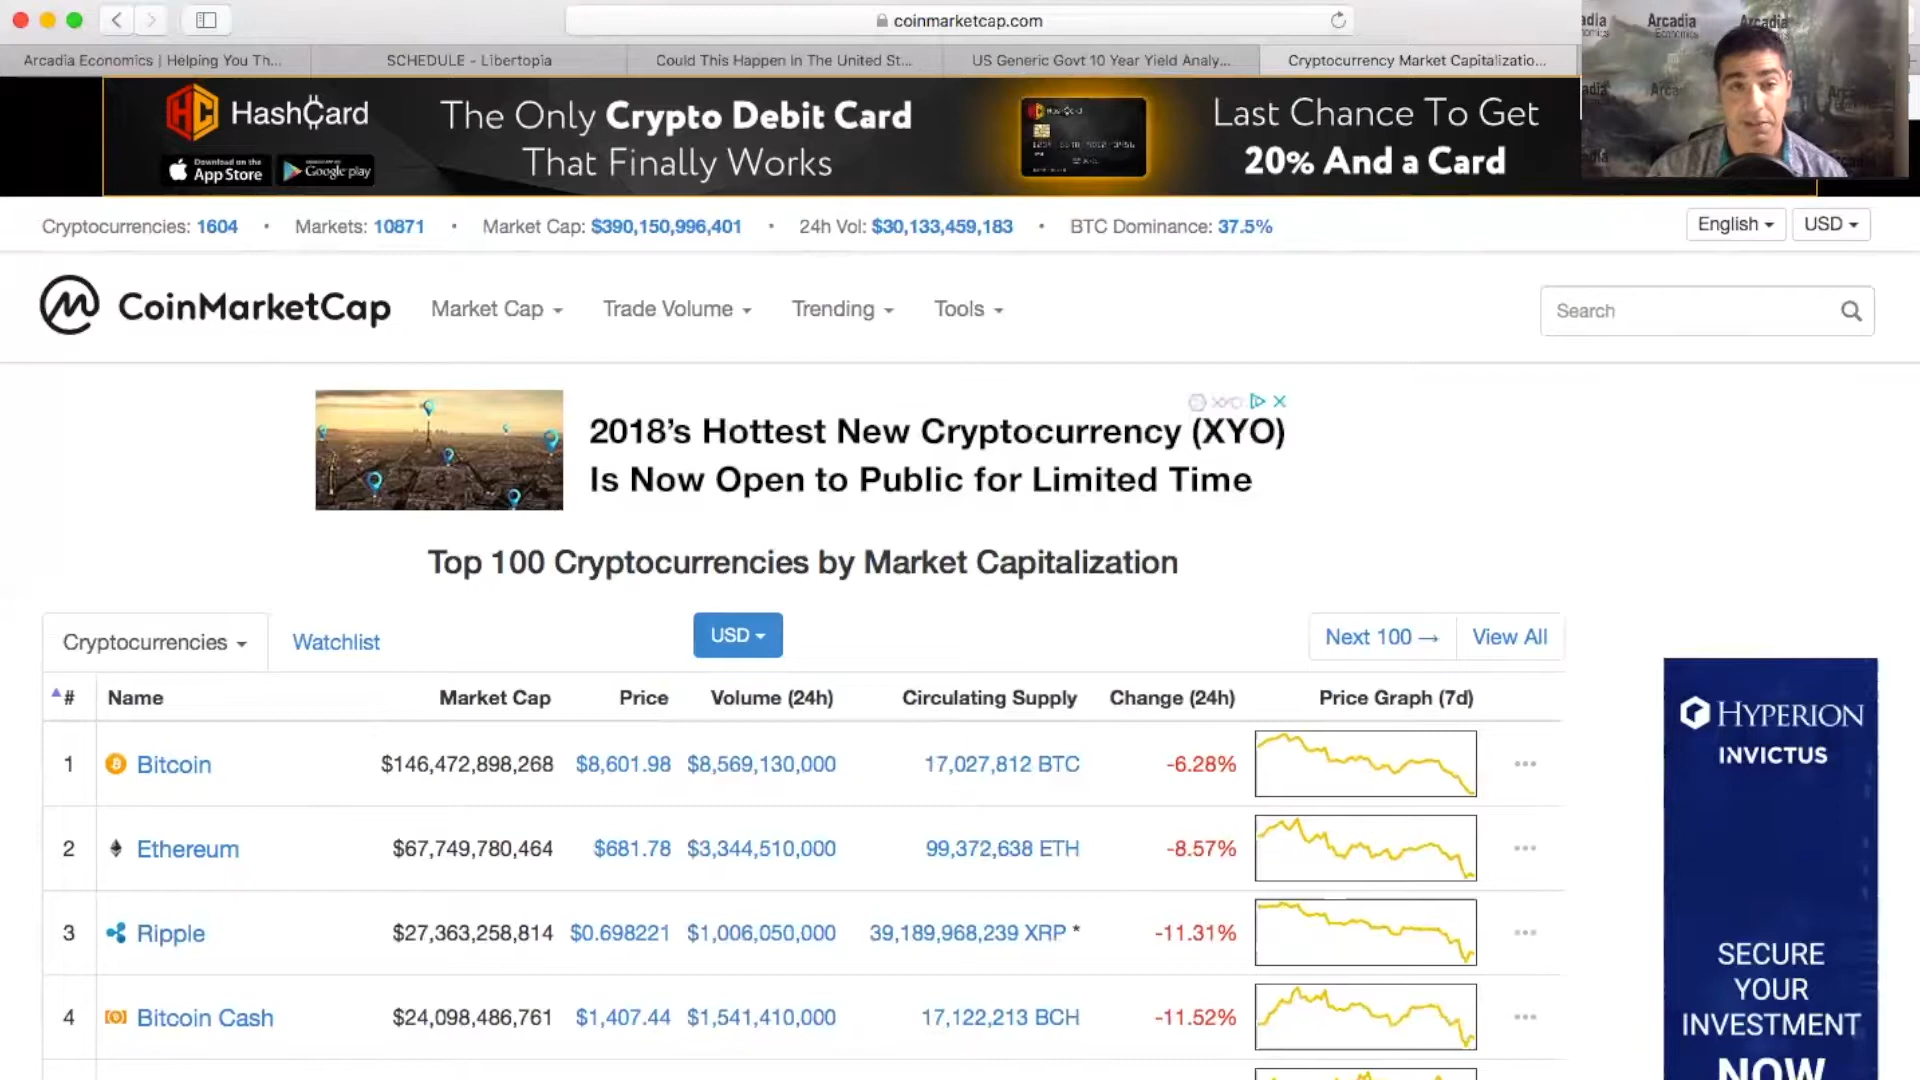 coinmarketcap.com
Arcadia Economics | Helping You Th...
SCHEDULE - Libertopia
Could This Happen In The United St...
US Generic Govt 10 Year Yield Analy...
Cryptocurrency Market Capitalizatio...
Arcadia
Economics
HashCard
Download on the
App Store
Google play
The Only Crypto Debit Card
That Finally Works
Last Chance To Get
20% And a Card
Cryptocurrencies: 1604 • Markets: 10871 • Market Cap: $390,150,996,401 • 24h Vol: $30,133,459,183 • BTC Dominance: 37.5%
English
USD
CoinMarketCap
Market Cap
Trade Volume
Trending
Tools
Search
XYO
2018's Hottest New Cryptocurrency (XYO)
Is Now Open to Public for Limited Time
Top 100 Cryptocurrencies by Market Capitalization
Cryptocurrencies
Watchlist
USD
Next 100 →
View All
# Name Market Cap Price Volume (24h) Circulating Supply Change (24h) Price Graph (7d)
1 Bitcoin $146,472,898,268 $8,601.98 $8,569,130,000 17,027,812 BTC -6.28%
2 Ethereum $67,749,780,464 $681.78 $3,344,510,000 99,372,638 ETH -8.57%
3 Ripple $27,363,258,814 $0.698221 $1,006,050,000 39,189,968,239 XRP * -11.31%
4 Bitcoin Cash $24,098,486,761 $1,407.44 $1,541,410,000 17,122,213 BCH -11.52%
HYPERION
INVICTUS
SECURE
YOUR
INVESTMENT
NOW